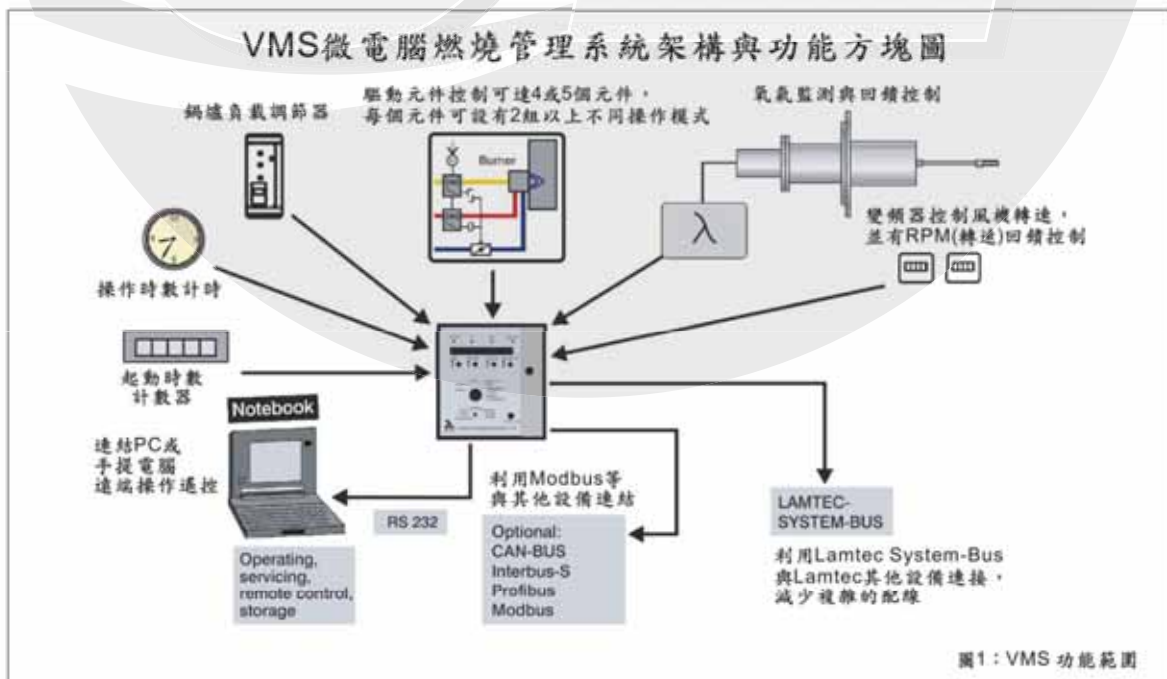 VMS微電腦燃燒管理系統架構與功能方塊圖
鍋爐負載調節器
驅動元件控制可達4或5個元件,
每個元件可設有2組以上不同操作模式
Burner
氧氣監測與回饋控制
λ
變頻器控制風機轉速,
並有RPM(轉速)回饋控制
操作時數計時
起動時數
計數器
Notebook
連結PC或
手提電腦
遠端操作遙控
RS 232
Operating,
servicing,
remote control,
storage
利用Modbus等
與其他設備連結
Optional:
CAN-BUS
Interbus-S
Profibus
Modbus
LAMTEC-
SYSTEM-BUS
利用Lamtec System-Bus
與Lamtec其他設備連接,
減少複雜的配線
圖1:VMS 功能範圍